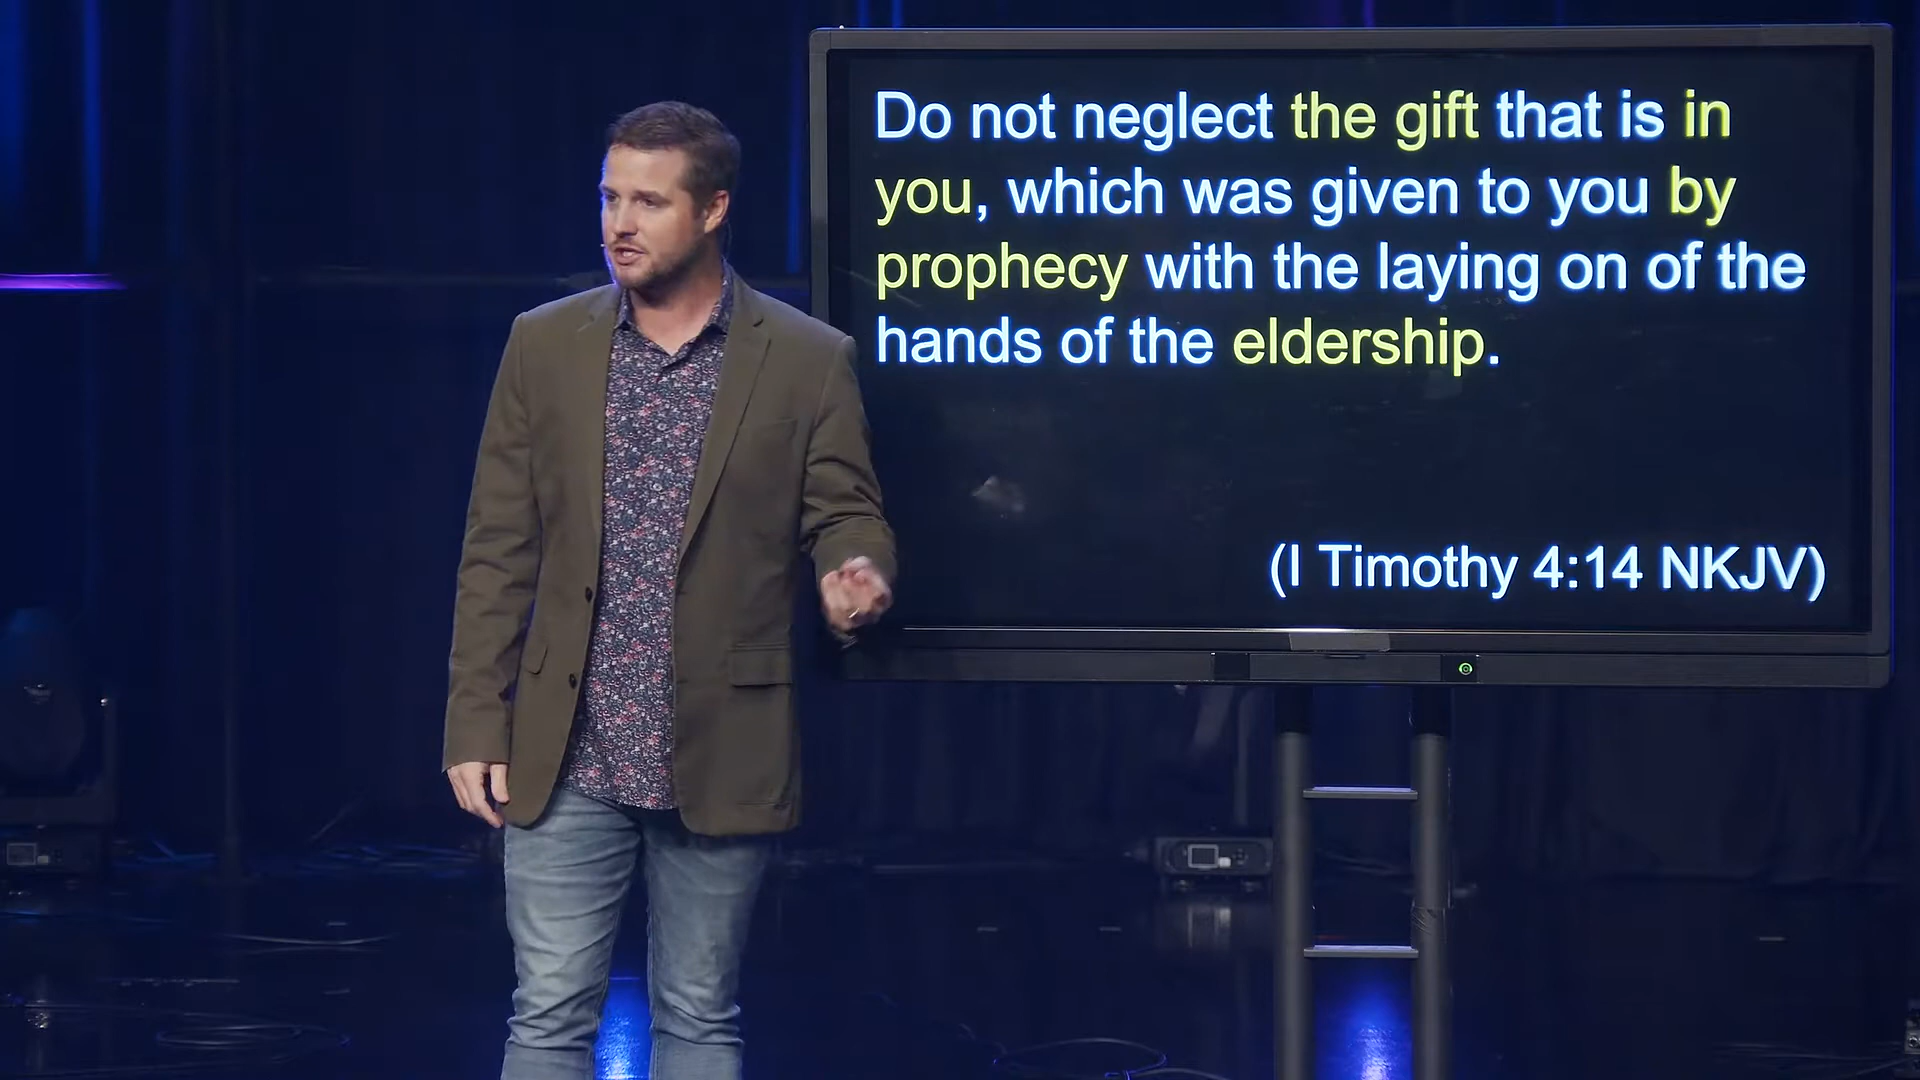 Do not neglect the gift that is in
you, which was given to you by
prophecy with the laying on of the
hands of the eldership.
(I Timothy 4:14 NKJV)